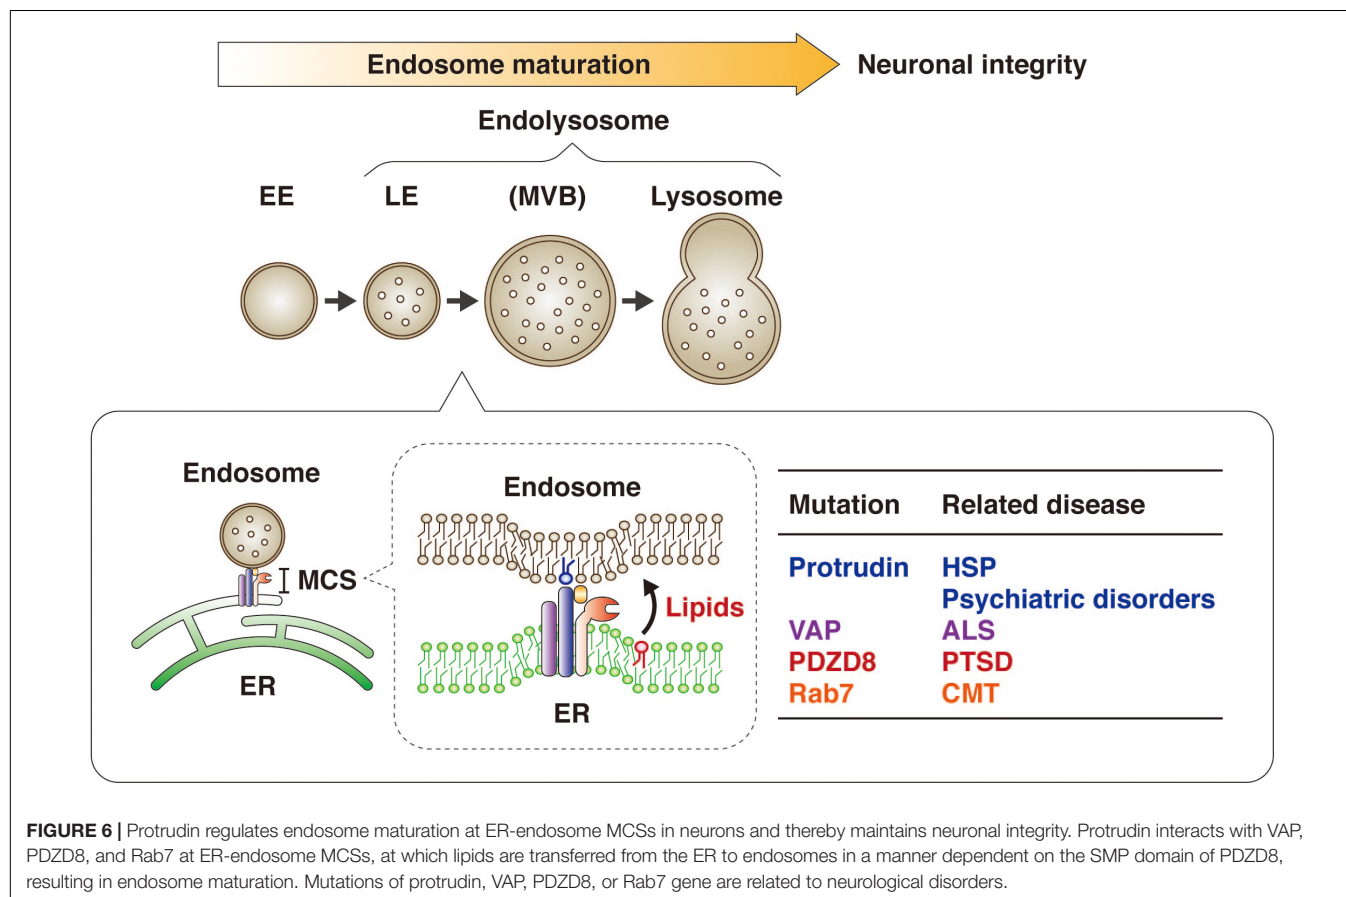 Endosome maturation
Neuronal integrity
Endolysosome
EE
LE
(MVB)
Lysosome
Endosome
MCS
ER
Endosome
Lipids
ER
Mutation Related disease
Protrudin HSP
Psychiatric disorders
VAP ALS
PDZD8 PTSD
Rab7 CMT
FIGURE 6 | Protrudin regulates endosome maturation at ER-endosome MCSs in neurons and thereby maintains neuronal integrity. Protrudin interacts with VAP,
PDZD8, and Rab7 at ER-endosome MCSs, at which lipids are transferred from the ER to endosomes in a manner dependent on the SMP domain of PDZD8,
resulting in endosome maturation. Mutations of protrudin, VAP, PDZD8, or Rab7 gene are related to neurological disorders.